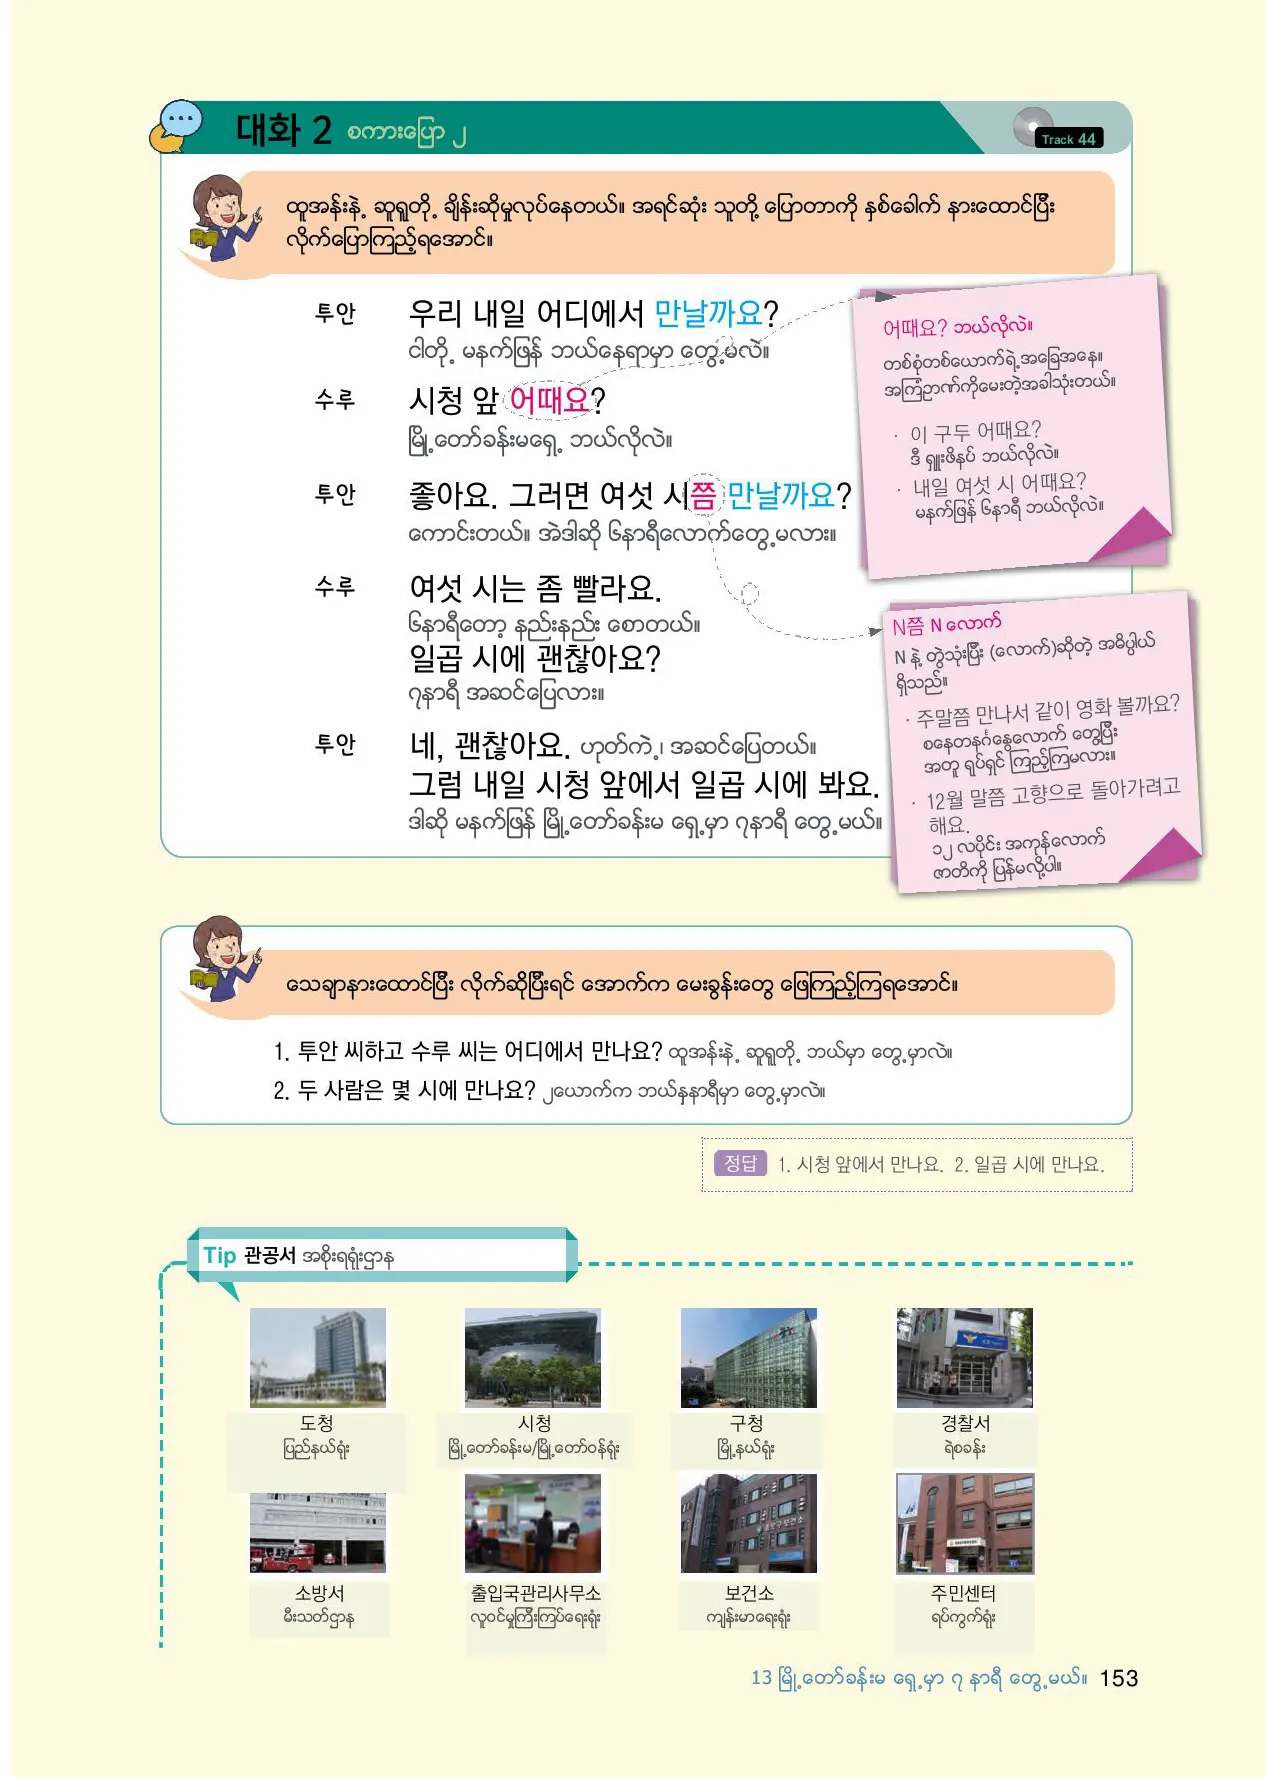 대화 2 စကားပြော ၂
Track 44
ထူအန်းနဲ့ ဆူရူတို့ ချိန်းဆိုမှုလုပ်နေတယ်။ အရင်ဆုံး သူတို့ ပြောတာကို နှစ်ခေါက် နားထောင်ပြီး
လိုက်ပြောကြည့်ရအောင်။
투안 우리 내일 어디에서 만날까요?
ငါတို့ မနက်ဖြန် ဘယ်နေရာမှာ တွေ့မလဲ။
수루 시청 앞 어때요?
မြို့တော်ခန်းမရှေ့ ဘယ်လိုလဲ။
투안 좋아요. 그러면 여섯 시쯤 만날까요?
ကောင်းတယ်။ အဲဒါဆို ၆နာရီလောက်တွေ့မလား။
수루 여섯 시는 좀 빨라요.
၆နာရီတော့ နည်းနည်း စောတယ်။
일곱 시에 괜찮아요?
၇နာရီ အဆင်ပြေလား။
투안 네, 괜찮아요. ဟုတ်ကဲ့၊ အဆင်ပြေတယ်။
그럼 내일 시청 앞에서 일곱 시에 봐요.
ဒါဆို မနက်ဖြန် မြို့တော်ခန်းမ ရှေ့မှာ ၇နာရီ တွေ့မယ်။
어때요? ဘယ်လိုလဲ။
တစ်စုံတစ်ယောက်ရဲ့အခြေအနေ။
အကြံဉာဏ်ကိုမေးတဲ့အခါသုံးတယ်။
· 이 구두 어때요?
ဒီ ရှူးဖိနပ် ဘယ်လိုလဲ။
· 내일 여섯 시 어때요?
မနက်ဖြန် ၆နာရီ ဘယ်လိုလဲ။
N쯤 N လောက်
N နဲ့ တွဲသုံးပြီး (လောက်)ဆိုတဲ့ အဓိပ္ပါယ်
ရှိသည်။
· 주말쯤 만나서 같이 영화 볼까요?
စနေတနင်္ဂနွေလောက် တွေ့ပြီး
အတူ ရုပ်ရှင် ကြည့်ကြမလား။
· 12월 말쯤 고향으로 돌아가려고
해요.
၁၂ လပိုင်း အကုန်လောက်
ဇာတိကို ပြန်မလို့ပါ။
သေချာနားထောင်ပြီး လိုက်ဆိုပြီးရင် အောက်က မေးခွန်းတွေ ဖြေကြည့်ကြရအောင်။
1. 투안 씨하고 수루 씨는 어디에서 만나요? ထူအန်းနဲ့ ဆူရူတို့ ဘယ်မှာ တွေ့မှာလဲ။
2. 두 사람은 몇 시에 만나요? ၂ယောက်က ဘယ်နှနာရီမှာ တွေ့မှာလဲ။
정답 1. 시청 앞에서 만나요. 2. 일곱 시에 만나요.
Tip 관공서 အစိုးရရုံးဌာန
도청 시청 구청 경찰서
ပြည်နယ်ရုံး မြို့တော်ခန်းမ/မြို့တော်ဝန်ရုံး မြို့နယ်ရုံး ရဲစခန်း
소방서 출입국관리사무소 보건소 주민센터
မီးသတ်ဌာန လူဝင်မှုကြီးကြပ်ရေးရုံး ကျန်းမာရေးရုံး ရပ်ကွက်ရုံး
13 မြို့တော်ခန်းမ ရှေ့မှာ ၇ နာရီ တွေ့မယ်။ 153